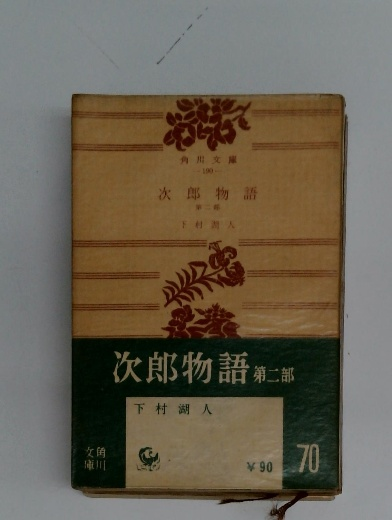 角川文庫
—190—
次郎物語
第二部
下村湖人
次郎物語 第二部
下村湖人
角川文庫
¥90
70